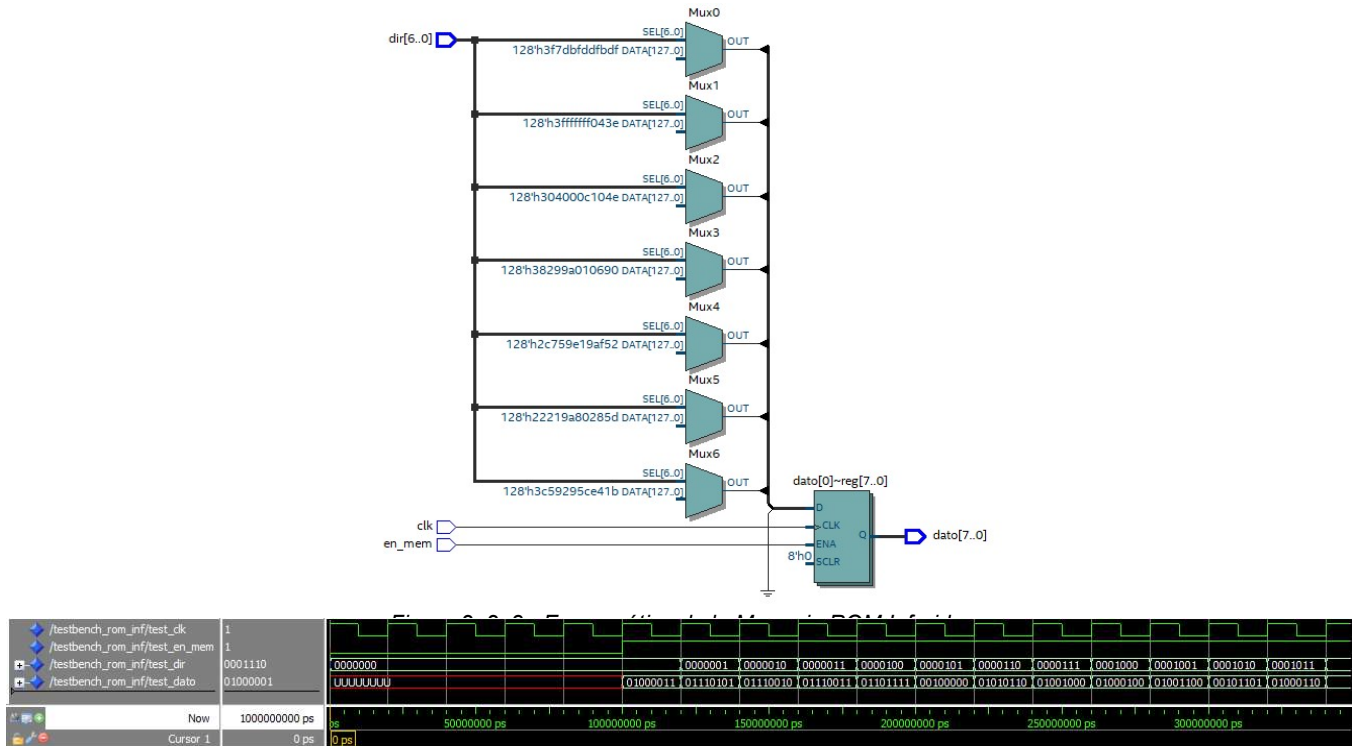 Mux0
dir[6..0]
SEL[6..0]
128'h3f7dbfddfbdf DATA[127..0]
OUT
Mux1
SEL[6..0]
128'h3fffffff043e DATA[127..0]
OUT
Mux2
SEL[6..0]
128'h304000c104e DATA[127..0]
OUT
Mux3
SEL[6..0]
128'h38299a010690 DATA[127..0]
OUT
Mux4
SEL[6..0]
128'h2c759e19af52 DATA[127..0]
OUT
Mux5
SEL[6..0]
128'h22219a80285d DATA[127..0]
OUT
Mux6
SEL[6..0]
128'h3c59295ce41b DATA[127..0]
OUT
dato[0]~reg[7..0]
D
clk
CLK
en_mem
ENA
Q
dato[7..0]
8'h0
SCLR
/testbench_rom_inf/test_clk 1
/testbench_rom_inf/test_en_mem 1
/testbench_rom_inf/test_dir 0001110 0000000 0000001 0000010 0000011 0000100 0000101 0000110 0000111 0001000 0001001 0001010 0001011
/testbench_rom_inf/test_dato 01000001 UUUUUUUU 01000011 01110101 01110010 01110011 01101111 00100000 01010110 01001000 01000100 01001100 00101101 01000110
Now 1000000000 ps ps 50000000 ps 100000000 ps 150000000 ps 200000000 ps 250000000 ps 300000000 ps
Cursor 1 0 ps 0 ps